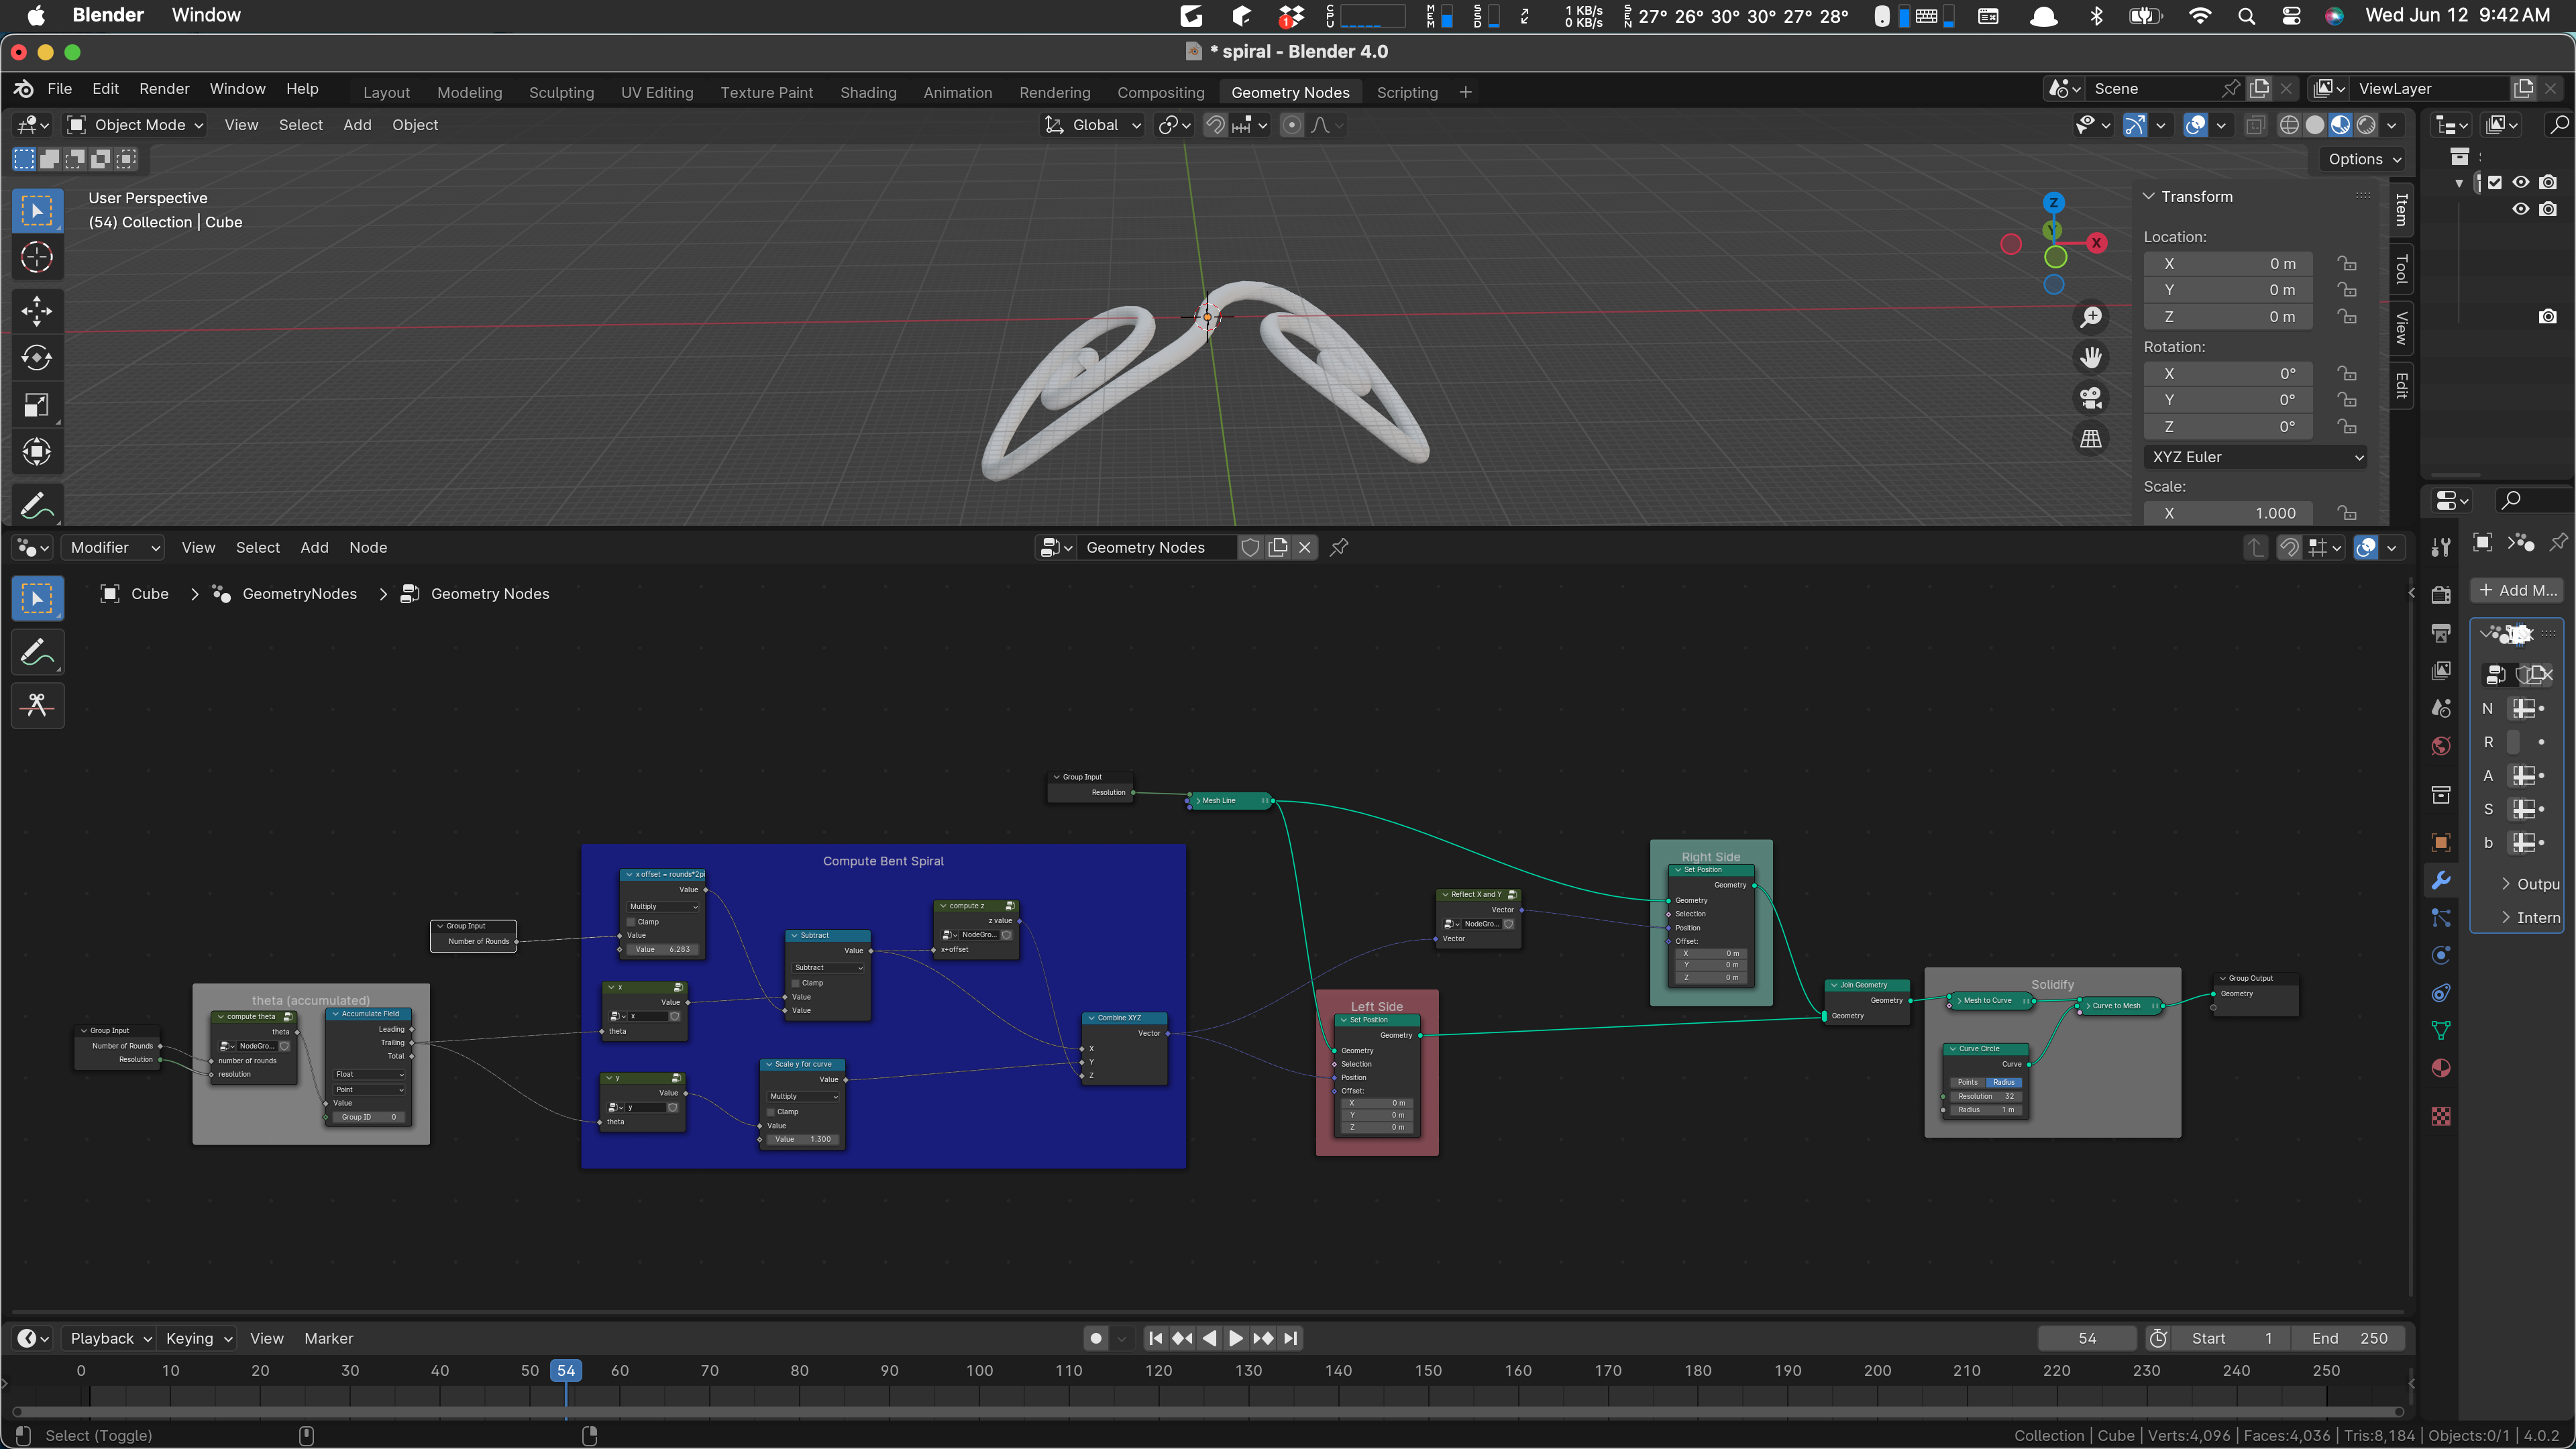 Blender Window
1 KB/s
0 KB/s
27° 26° 30° 30° 27° 28°
Wed Jun 12 9:42 AM
* spiral - Blender 4.0
File Edit Render Window Help
Layout Modeling Sculpting UV Editing Texture Paint Shading Animation Rendering Compositing Geometry Nodes Scripting
Scene
ViewLayer
Object Mode View Select Add Object
Global
Options
User Perspective
(54) Collection | Cube
Z
X
Transform
Location:
X 0 m
Y 0 m
Z 0 m
Rotation:
X 0°
Y 0°
Z 0°
XYZ Euler
Scale:
X 1.000
Item
Tool
View
Edit
Modifier View Select Add Node
Geometry Nodes
Cube > GeometryNodes > Geometry Nodes
Add M...
N
R
A
S
b
Outpu
Intern
Group Input
Resolution
Mesh Line
Compute Bent Spiral
x offset = rounds*2pi
Value
Multiply
Clamp
Value
Value 6.283
Group Input
Number of Rounds
x
Value
x
theta
y
Value
y
theta
Subtract
Value
Subtract
Clamp
Value
Value
compute z
z value
NodeGro...
x+offset
Scale y for curve
Value
Multiply
Clamp
Value
Value 1.300
Combine XYZ
Vector
X
Y
Z
theta (accumulated)
Group Input
Number of Rounds
Resolution
compute theta
theta
NodeGro...
number of rounds
resolution
Accumulate Field
Leading
Trailing
Total
Float
Point
Value
Group ID 0
Reflect X and Y
Vector
NodeGro...
Vector
Right Side
Set Position
Geometry
Geometry
Selection
Position
Offset:
X 0 m
Y 0 m
Z 0 m
Left Side
Set Position
Geometry
Geometry
Selection
Position
Offset:
X 0 m
Y 0 m
Z 0 m
Join Geometry
Geometry
Geometry
Solidify
Mesh to Curve
Curve to Mesh
Curve Circle
Curve
Points Radius
Resolution 32
Radius 1 m
Group Output
Geometry
Playback Keying View Marker
54
Start 1
End 250
0 10 20 30 40 50 54 60 70 80 90 100 110 120 130 140 150 160 170 180 190 200 210 220 230 240 250
Select (Toggle)
Collection | Cube | Verts:4,096 | Faces:4,036 | Tris:8,184 | Objects:0/1 | 4.0.2